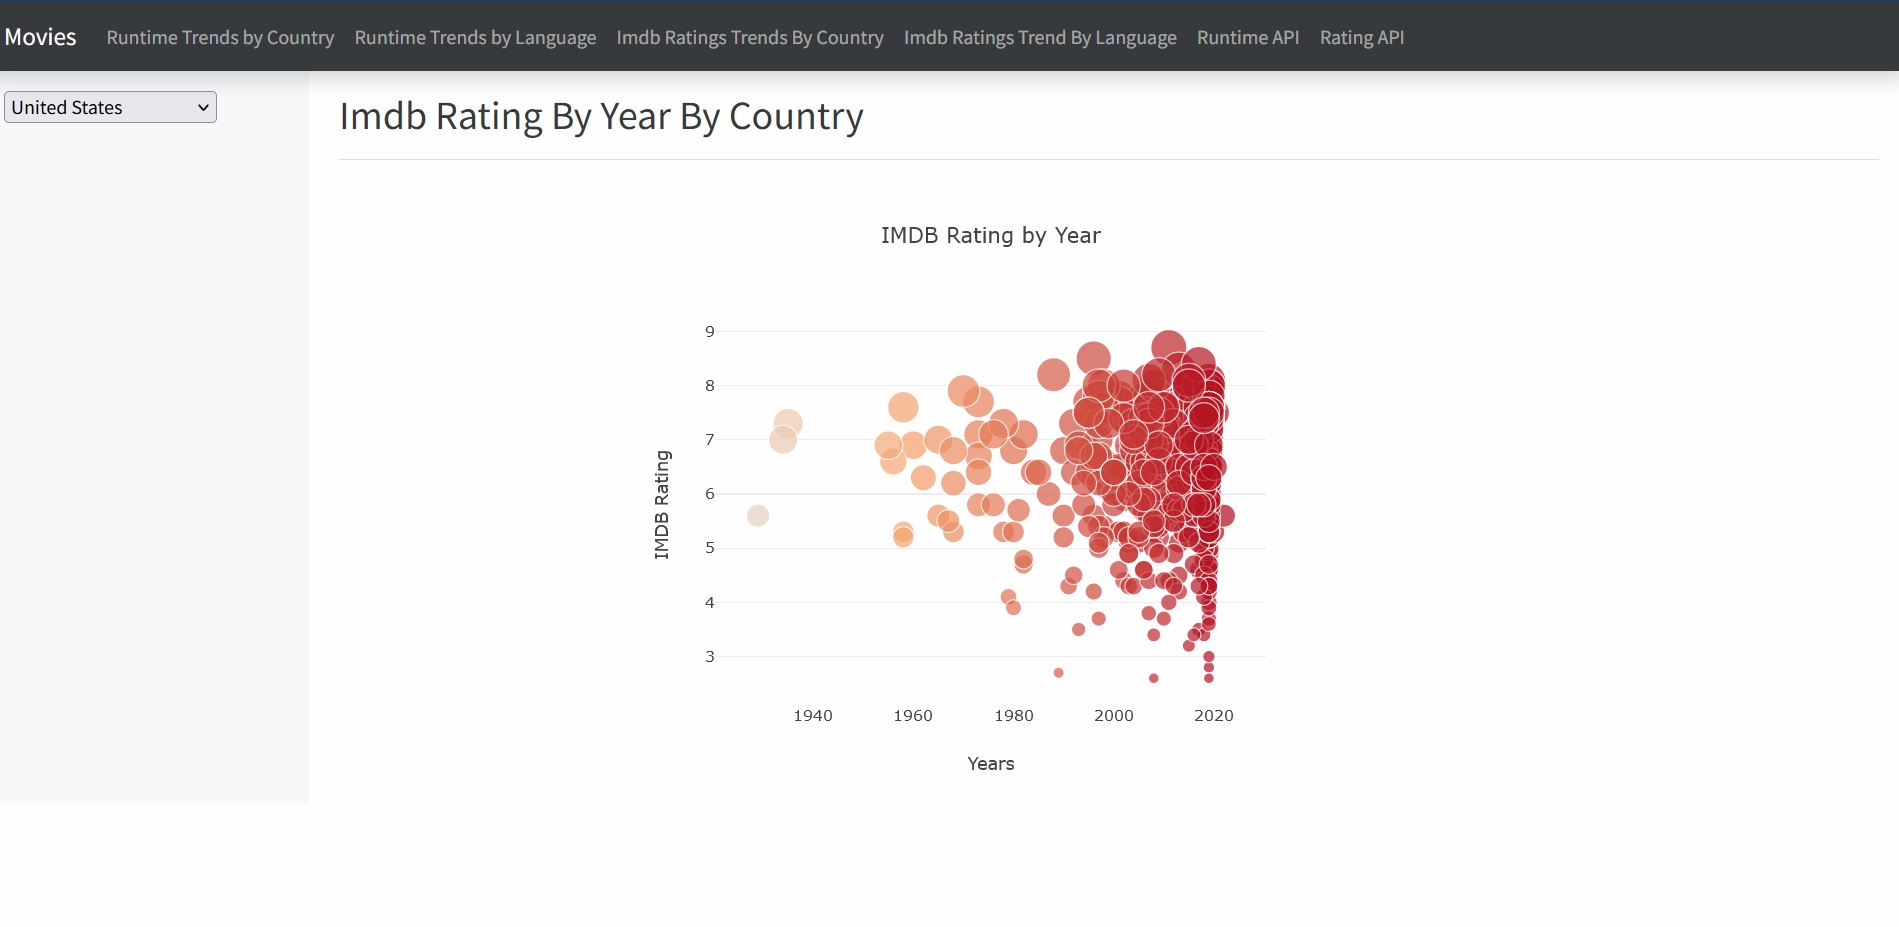 Movies Runtime Trends by Country Runtime Trends by Language Imdb Ratings Trends By Country Imdb Ratings Trend By Language Runtime API Rating API
United States
Imdb Rating By Year By Country
IMDB Rating by Year
9
8
7
6
5
4
3
IMDB Rating
1940 1960 1980 2000 2020
Years